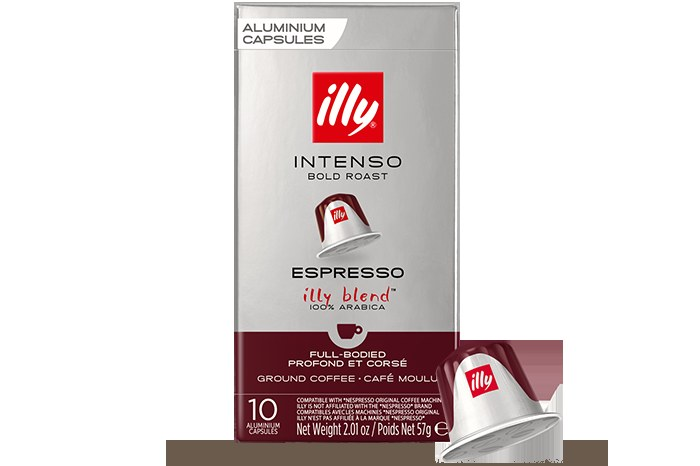 ALUMINIUM
CAPSULES
illy®
INTENSO
BOLD ROAST
illy
ESPRESSO
illy blend™
100% ARABICA
FULL-BODIED
PROFOND ET CORSÉ
GROUND COFFEE · CAFÉ MOULU
10
ALUMINIUM
CAPSULES
COMPATIBLE WITH *NESPRESSO ORIGINAL COFFEE MACHIN
ILLY IS NOT AFFILIATED WITH THE *NESPRESSO® BRAND
COMPATIBLES AVEC LES MACHINES *NESPRESSO ORIGINAL
ILLY N'EST PAS AFFILIÉE À LA MARQUE *NESPRESSO®
Net Weight 2.01 oz / Poids Net 57g ℮
illy